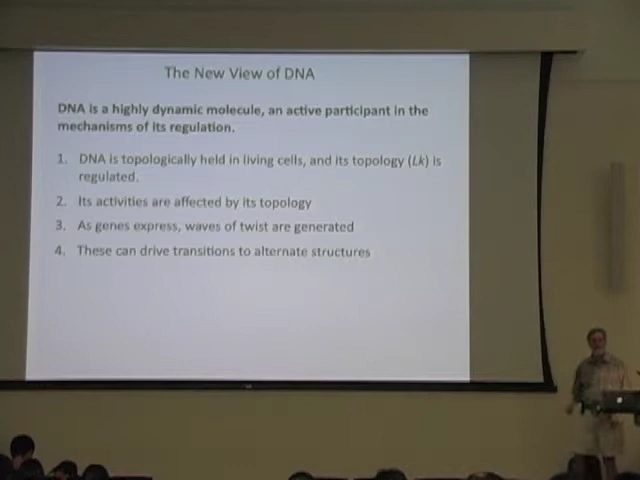 The New View of DNA
DNA is a highly dynamic molecule, an active participant in the
mechanisms of its regulation.
1. DNA is topologically held in living cells, and its topology (Lk) is
regulated.
2. Its activities are affected by its topology
3. As genes express, waves of twist are generated
4. These can drive transitions to alternate structures